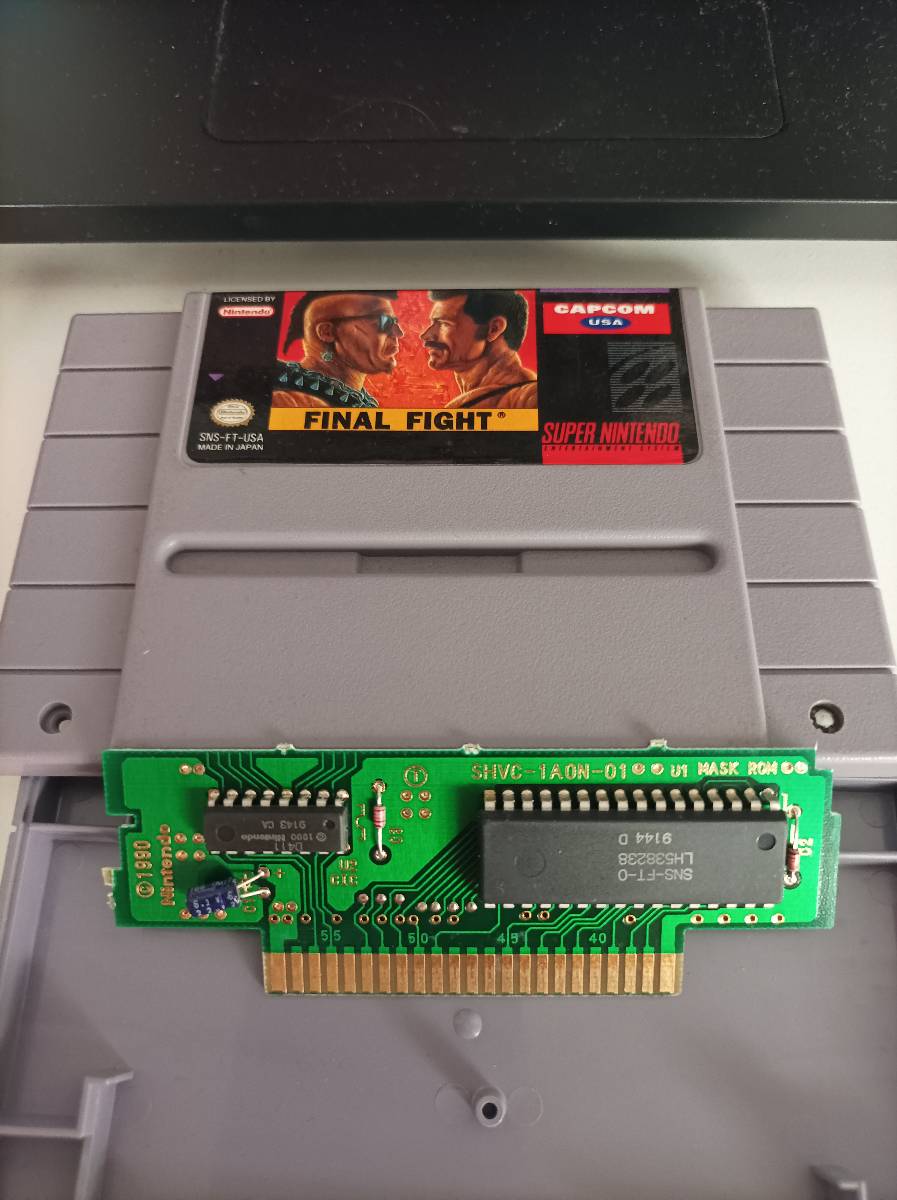 LICENSED BY
Nintendo
CAPCOM
USA
FINAL FIGHT®
SNS-FT-USA
MADE IN JAPAN
SUPER NINTENDO
ENTERTAINMENT SYSTEM
SHVC-1A0N-01 U1 MASK ROM
©1990
Nintendo
D411
©1990 Nintendo
9143 CA
U2
CIC
SNS-FT-0
LH538238
9144 D
55 50 45 40